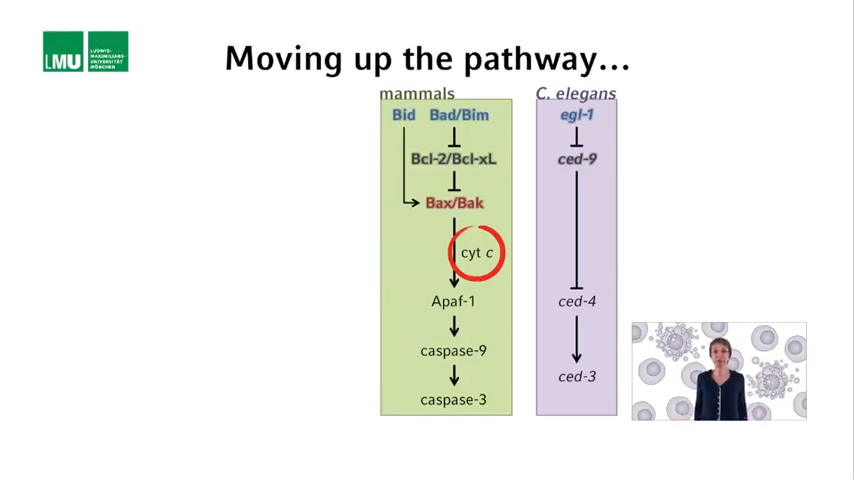 LMU
LUDWIG-
MAXIMILIANS-
UNIVERSITÄT
MÜNCHEN
Moving up the pathway...
mammals
Bid Bad/Bim
Bcl-2/Bcl-xL
Bax/Bak
cyt c
Apaf-1
caspase-9
caspase-3
C. elegans
egl-1
ced-9
ced-4
ced-3